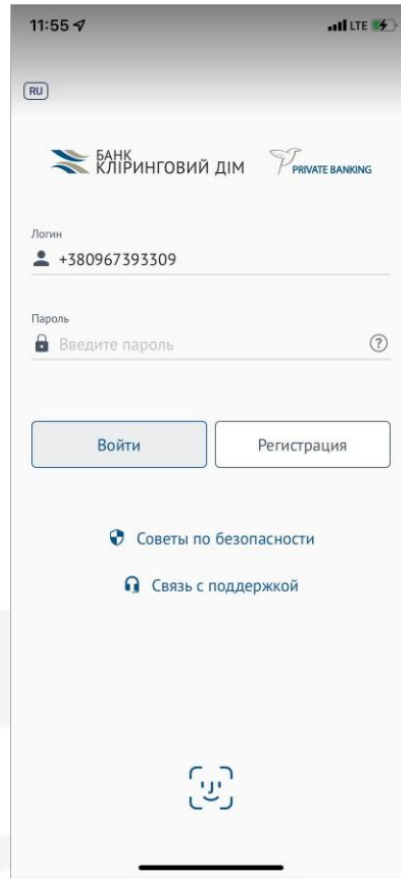 11:55
LTE
RU
БАНК
КЛІРИНГОВИЙ ДІМ
PRIVATE BANKING
Логин
+380967393309
Пароль
Введите пароль
?
Войти
Регистрация
Советы по безопасности
Связь с поддержкой